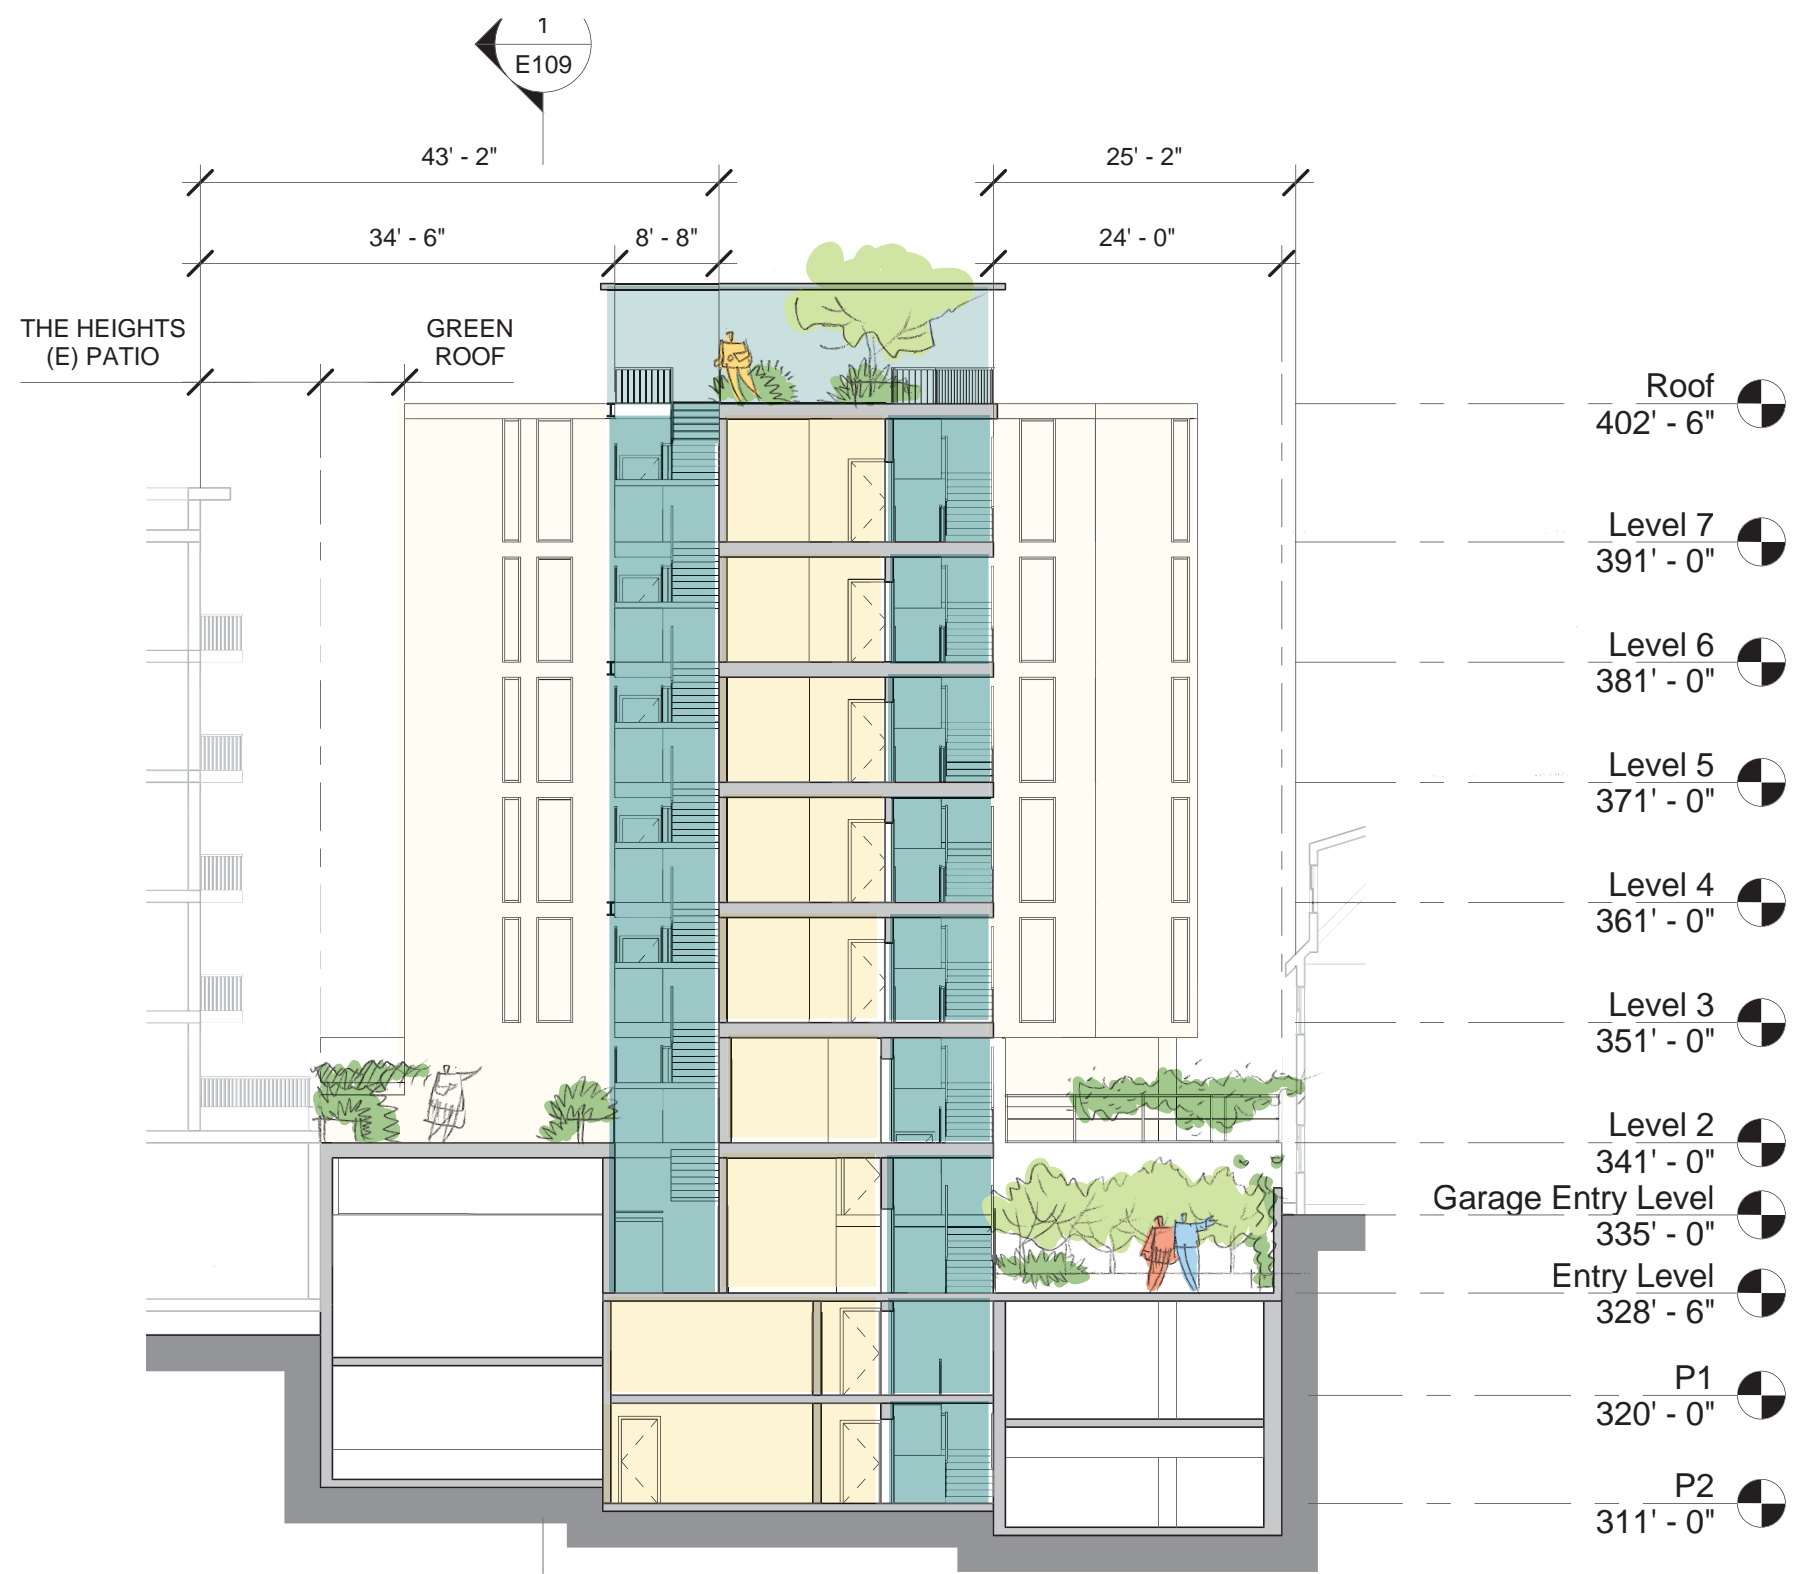 1
E109
43' - 2"
25' - 2"
34' - 6"
8' - 8"
24' - 0"
THE HEIGHTS
(E) PATIO
GREEN
ROOF
Roof
402' - 6"
Level 7
391' - 0"
Level 6
381' - 0"
Level 5
371' - 0"
Level 4
361' - 0"
Level 3
351' - 0"
Level 2
341' - 0"
Garage Entry Level
335' - 0"
Entry Level
328' - 6"
P1
320' - 0"
P2
311' - 0"